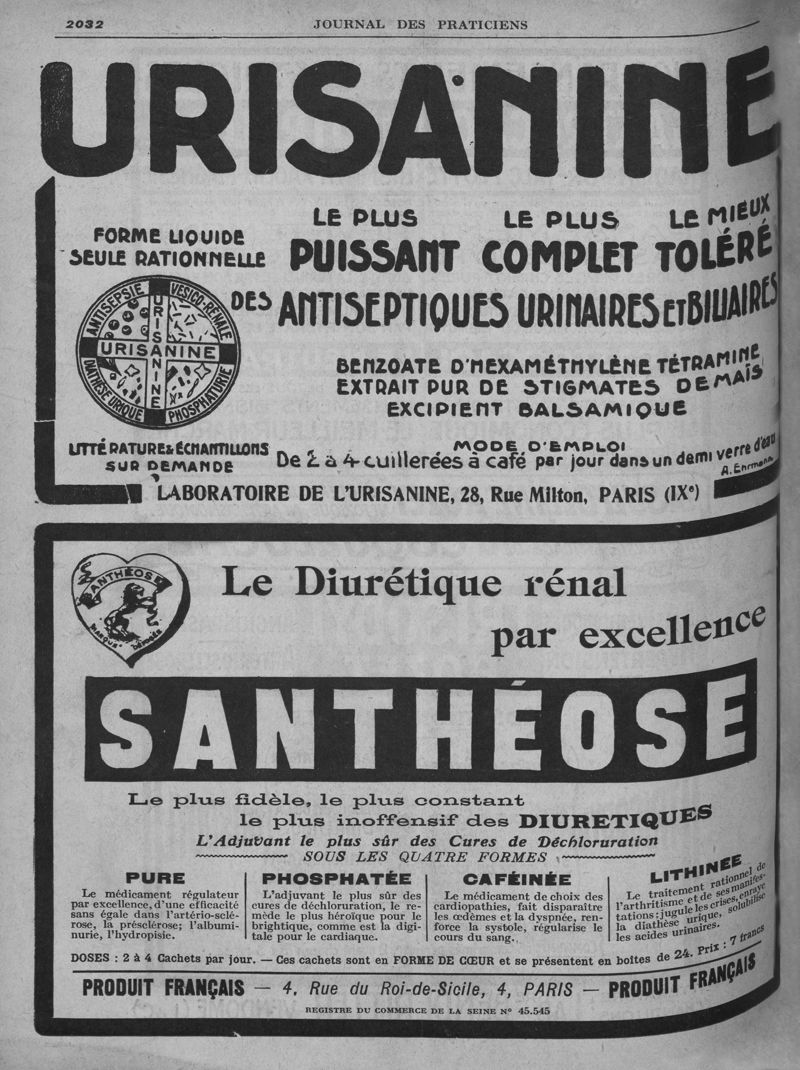 2032
JOURNAL DES PRATICIENS
URISANINE
FORME LIQUIDE
SEULE RATIONNELLE
LE PLUS LE PLUS LE MIEUX
PUISSANT COMPLET TOLÉRÉ
DES ANTISEPTIQUES URINAIRES ET BILIAIRES
ANTISEPSIE VESICO-RÉNALE
URISANINE
URISANINE
DIATHÈSE URIQUE PHOSPHATURIE
BENZOATE D'HEXAMÉTHYLÈNE TÉTRAMINE
EXTRAIT PUR DE STIGMATES DE MAÏS
EXCIPIENT BALSAMIQUE
LITTÉRATURE & ÉCHANTILLONS
SUR DEMANDE
MODE D'EMPLOI
De 2 à 4 cuillerées à café par jour dans un demi verre d'eau
A. Ehrmann
LABORATOIRE DE L'URISANINE, 28, Rue Milton, PARIS (IXe)
SANTHÉOSE
MARQUE DÉPOSÉE
Le Diurétique rénal
par excellence
SANTHÉOSE
Le plus fidèle, le plus constant
le plus inoffensif des DIURETIQUES
L'Adjuvant le plus sûr des Cures de Déchloruration
SOUS LES QUATRE FORMES
PURE
Le médicament régulateur
par excellence, d'une efficacité
sans égale dans l'artério-sclé-
rose, la présclérose; l'albumi-
nurie, l'hydropisie.
PHOSPHATÉE
L'adjuvant le plus sûr des
cures de déchloruration, le re-
mède le plus héroïque pour le
brightique, comme est la digi-
tale pour le cardiaque.
CAFÉINÉE
Le médicament de choix des
cardiopathies, fait disparaître
les œdèmes et la dyspnée, ren-
force la systole, régularise le
cours du sang.
LITHINÉE
Le traitement rationnel de
l'arthritisme et de ses manifes-
tations: jugule les crises, enraye
la diathèse urique, solubilise
les acides urinaires.
DOSES : 2 à 4 Cachets par jour. — Ces cachets sont en FORME DE CŒUR et se présentent en boîtes de 24. Prix : 7 francs
PRODUIT FRANÇAIS — 4, Rue du Roi-de-Sicile, 4, PARIS — PRODUIT FRANÇAIS
REGISTRE DU COMMERCE DE LA SEINE N° 45.545